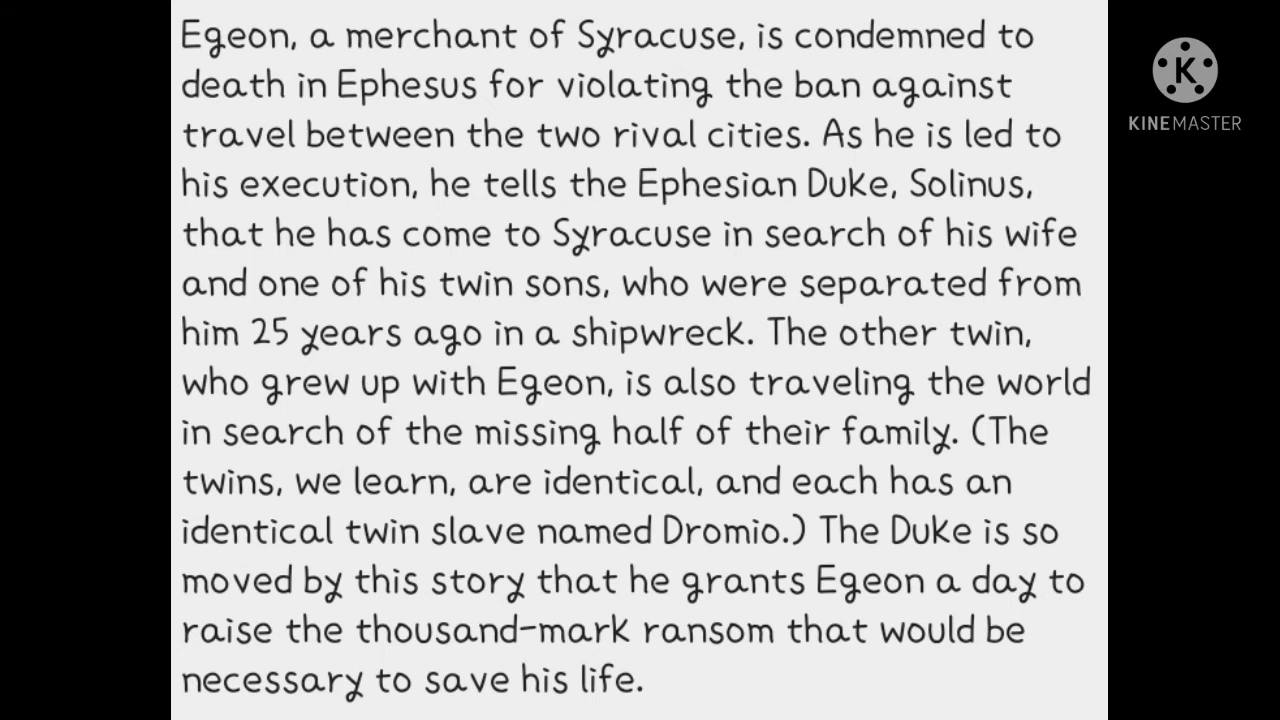 Egeon, a merchant of Syracuse, is condemned to
death in Ephesus for violating the ban against
travel between the two rival cities. As he is led to
his execution, he tells the Ephesian Duke, Solinus,
that he has come to Syracuse in search of his wife
and one of his twin sons, who were separated from
him 25 years ago in a shipwreck. The other twin,
who grew up with Egeon, is also traveling the world
in search of the missing half of their family. (The
twins, we learn, are identical, and each has an
identical twin slave named Dromio.) The Duke is so
moved by this story that he grants Egeon a day to
raise the thousand-mark ransom that would be
necessary to save his life.
K
KINEMASTER